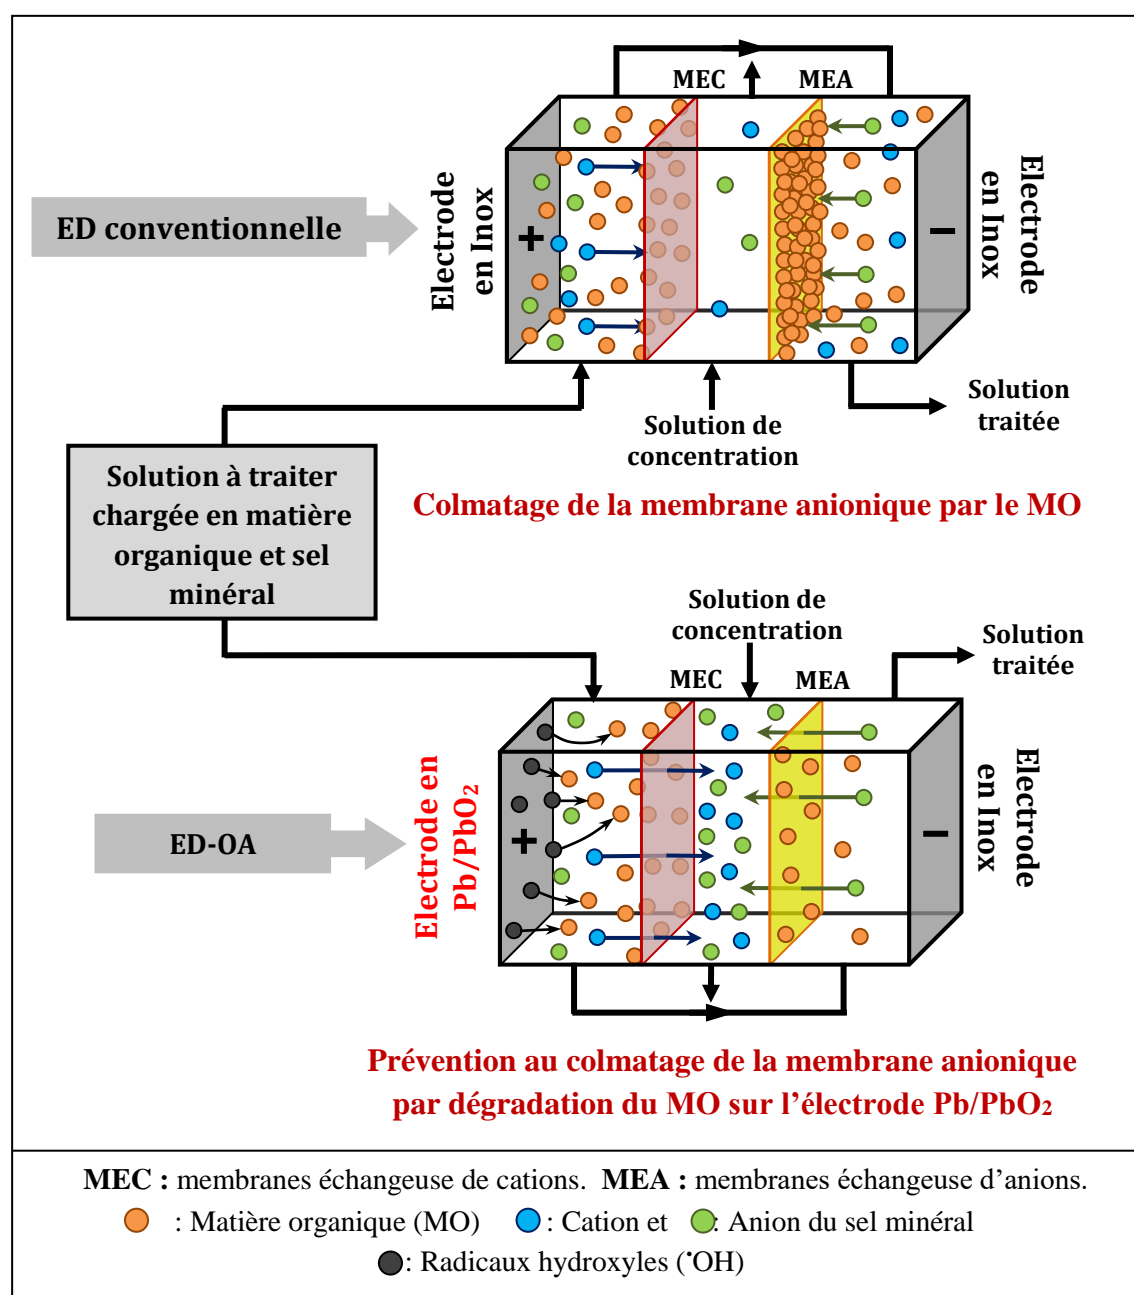 MEC
MEA
ED conventionnelle
Electrode
en Inox
+
−
Electrode
en Inox
Solution de
concentration
Solution
traitée
Solution à traiter
chargée en matière
organique et sel
minéral
Colmatage de la membrane anionique par le MO
Solution de
concentration
Solution
traitée
MEC
MEA
ED-OA
Electrode en
Pb/PbO₂
+
−
Electrode
en Inox
Prévention au colmatage de la membrane anionique
par dégradation du MO sur l’électrode Pb/PbO₂
MEC : membranes échangeuse de cations. MEA : membranes échangeuse d’anions.
: Matière organique (MO) : Cation et : Anion du sel minéral
: Radicaux hydroxyles (•OH)